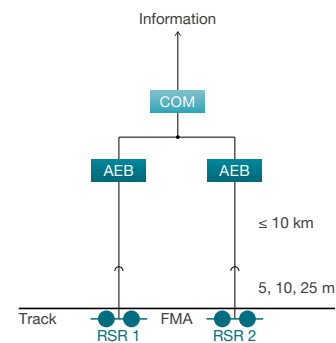 Information
COM
AEB AEB
≤ 10 km
5, 10, 25 m
Track FMA
RSR 1 RSR 2